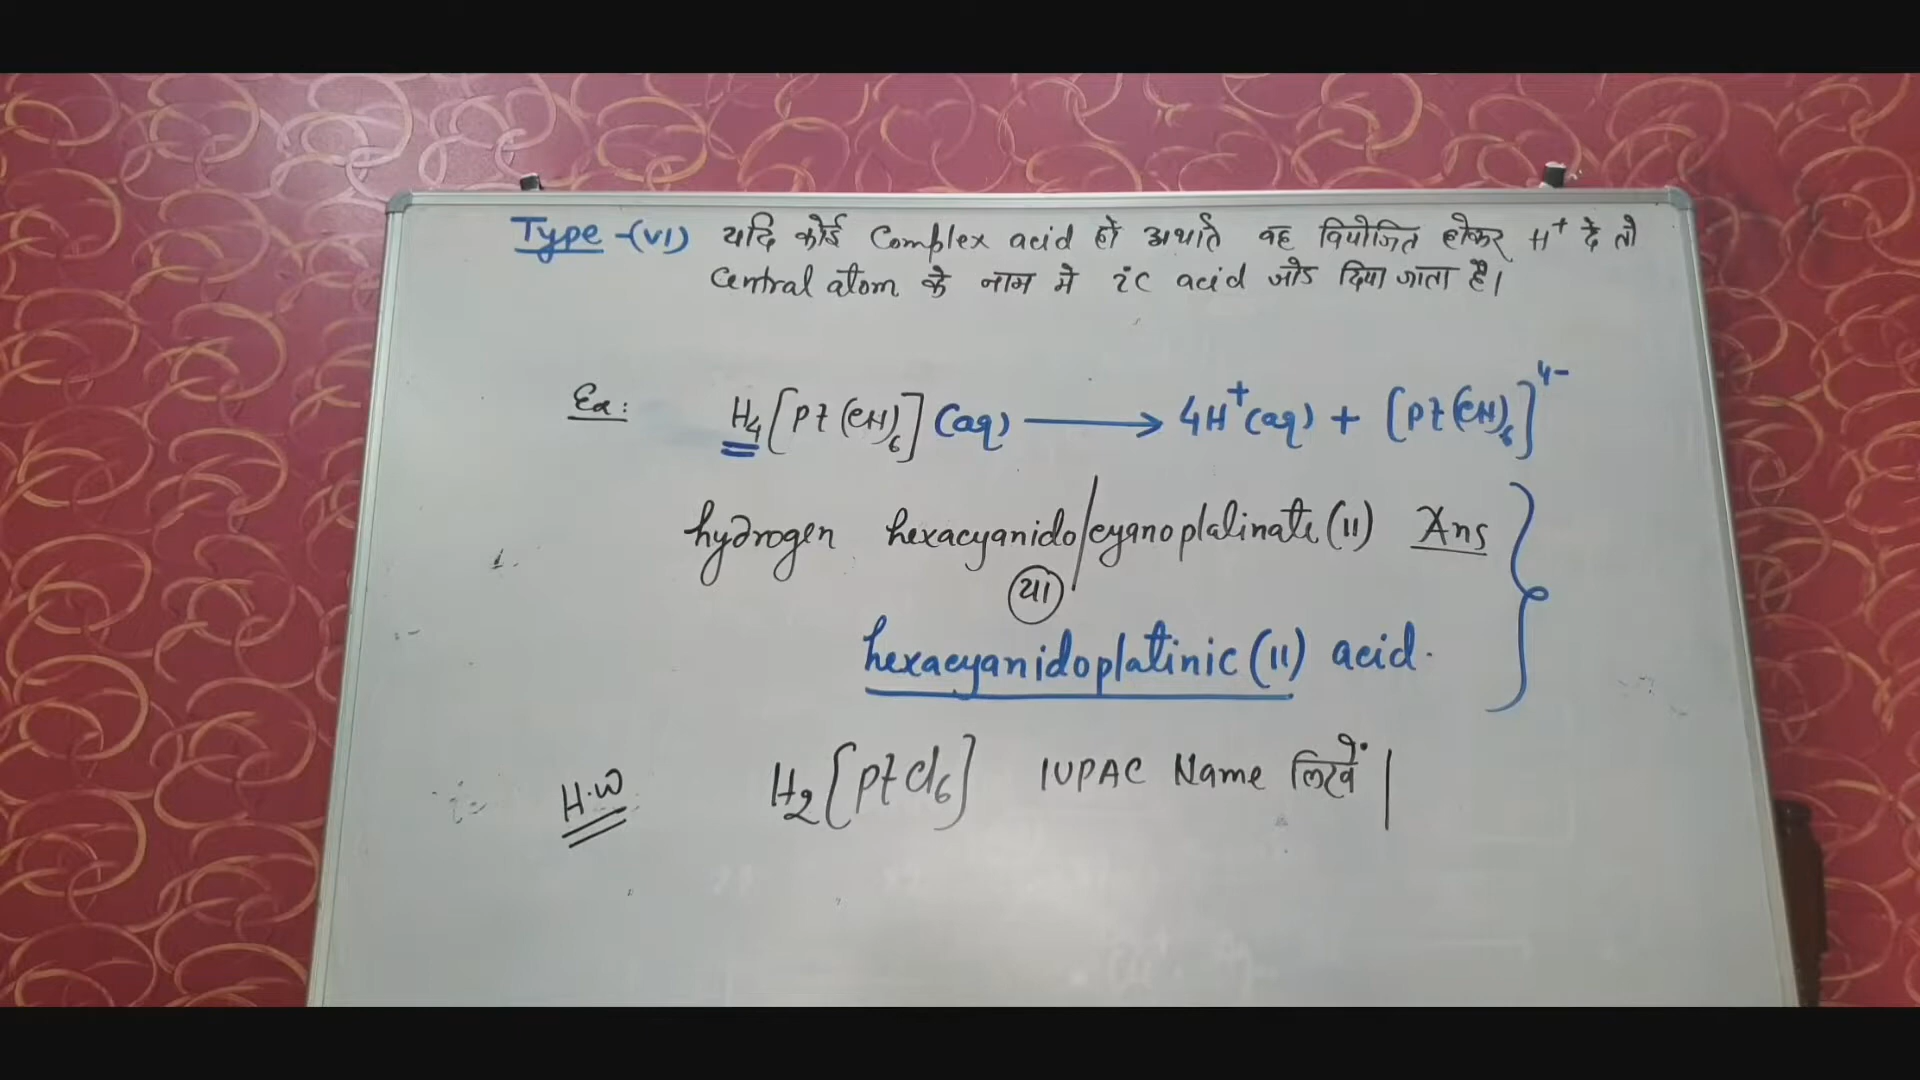 Type-(VI) यदि कोई Complex acid हो अर्थात वह वियोजित होकर H⁺ दे तो
Central atom के नाम मे ic acid जोड दिया जाता है।
Ex: H₄[Pt(CN)₆] (aq) ⟶ 4H⁺(aq) + [Pt(CN)₆]⁴⁻
hydrogen hexacyanido/cyanoplatinate (II) Ans
या
hexacyanidoplatinic (II) acid.
H.W H₂[PtCl₆] IUPAC Name लिखें |